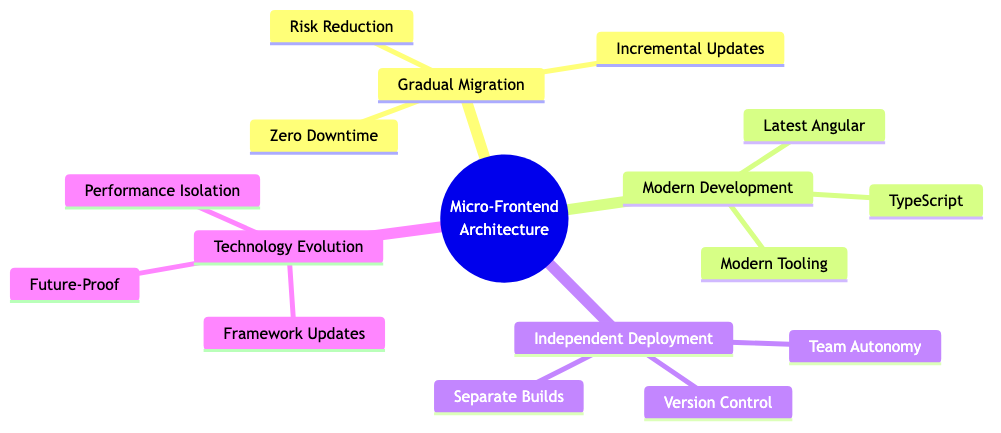 Risk Reduction
Incremental Updates
Gradual Migration
Zero Downtime
Latest Angular
Modern Development
TypeScript
Modern Tooling
Micro-Frontend
Architecture
Performance Isolation
Technology Evolution
Future-Proof
Framework Updates
Independent Deployment
Team Autonomy
Separate Builds
Version Control